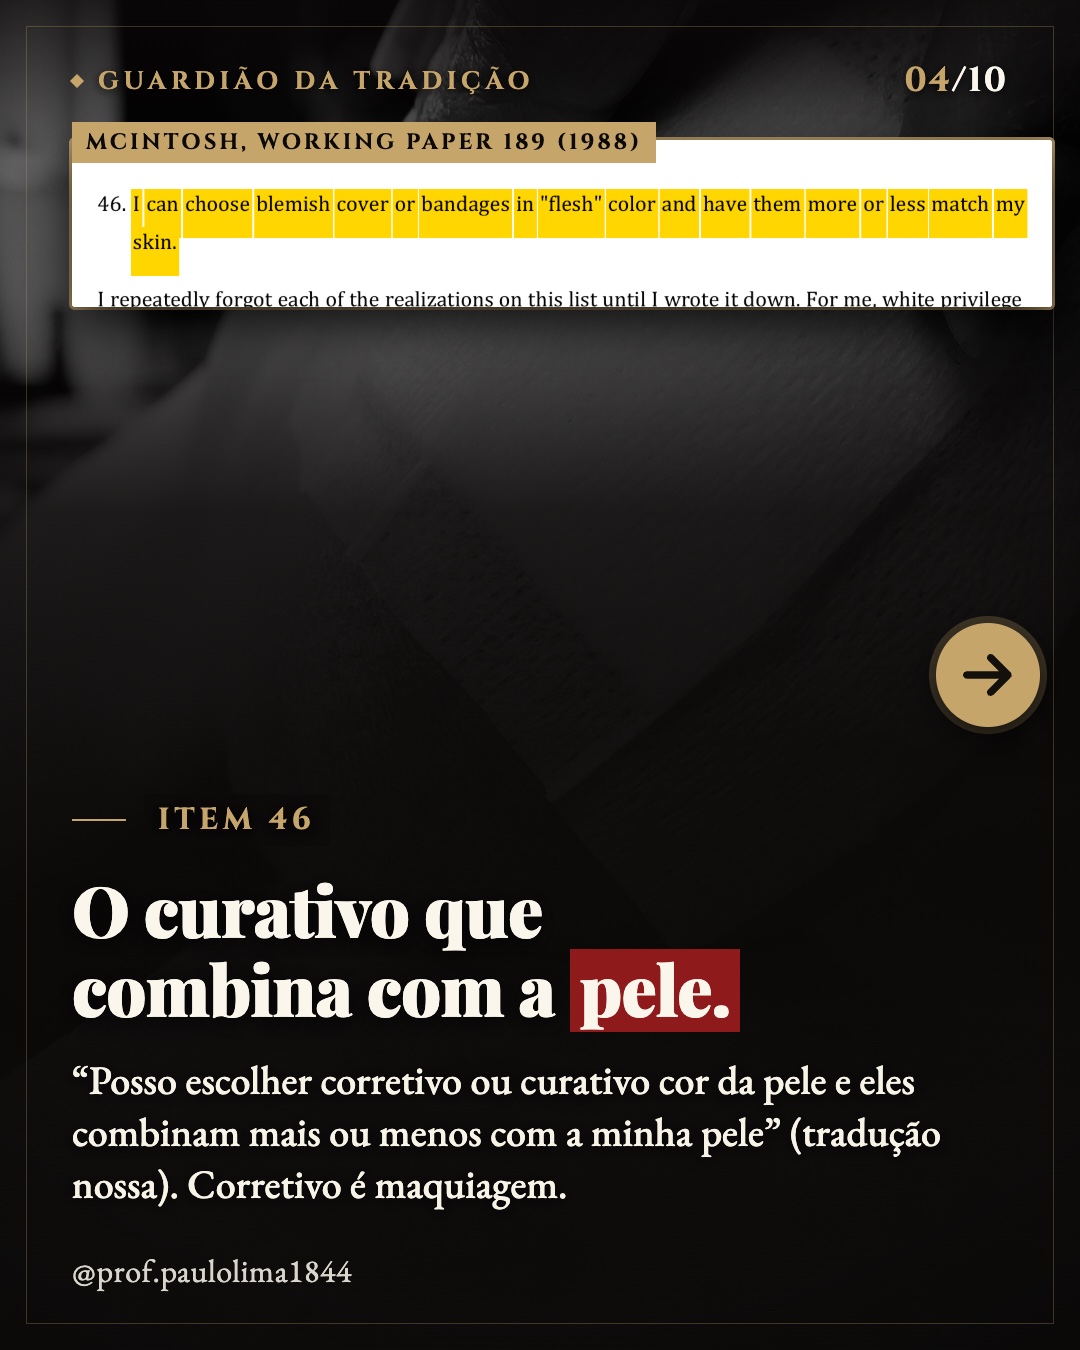 GUARDIÃO DA TRADIÇÃO
04/10
MCINTOSH, WORKING PAPER 189 (1988)
46. I can choose blemish cover or bandages in "flesh" color and have them more or less match my
skin.
I repeatedly forgot each of the realizations on this list until I wrote it down. For me, white privilege
ITEM 46
O curativo que
combina com a pele.
“Posso escolher corretivo ou curativo cor da pele e eles
combinam mais ou menos com a minha pele” (tradução
nossa). Corretivo é maquiagem.
@prof.paulolima1844